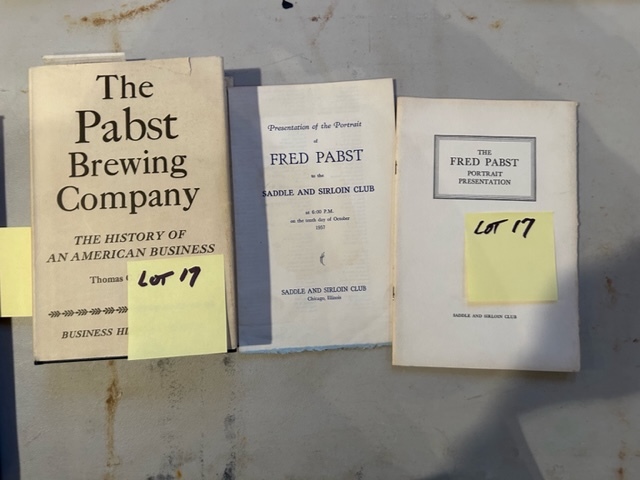 The
Pabst
Brewing
Company
THE HISTORY OF
AN AMERICAN BUSINESS
Thomas
LOT 17
BUSINESS
Presentation of the Portrait
of
FRED PABST
to the
SADDLE AND SIRLOIN CLUB
at 6:00 P.M.
on the tenth day of October
1957
SADDLE AND SIRLOIN CLUB
Chicago, Illinois
THE
FRED PABST
PORTRAIT
PRESENTATION
LOT 17
SADDLE AND SIRLOIN CLUB